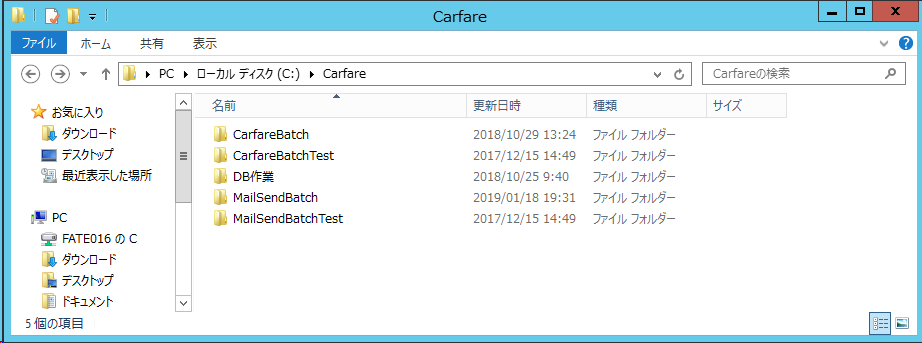 Carfare
ファイル ホーム 共有 表示
PC ローカル ディスク (C:) Carfare Carfareの検索
お気に入り
ダウンロード
デスクトップ
最近表示した場所
PC
FATE016 の C
ダウンロード
デスクトップ
ドキュメント
名前 更新日時 種類 サイズ
CarfareBatch 2018/10/29 13:24 ファイル フォルダー
CarfareBatchTest 2017/12/15 14:49 ファイル フォルダー
DB作業 2018/10/25 9:40 ファイル フォルダー
MailSendBatch 2019/01/18 19:31 ファイル フォルダー
MailSendBatchTest 2017/12/15 14:49 ファイル フォルダー
5 個の項目